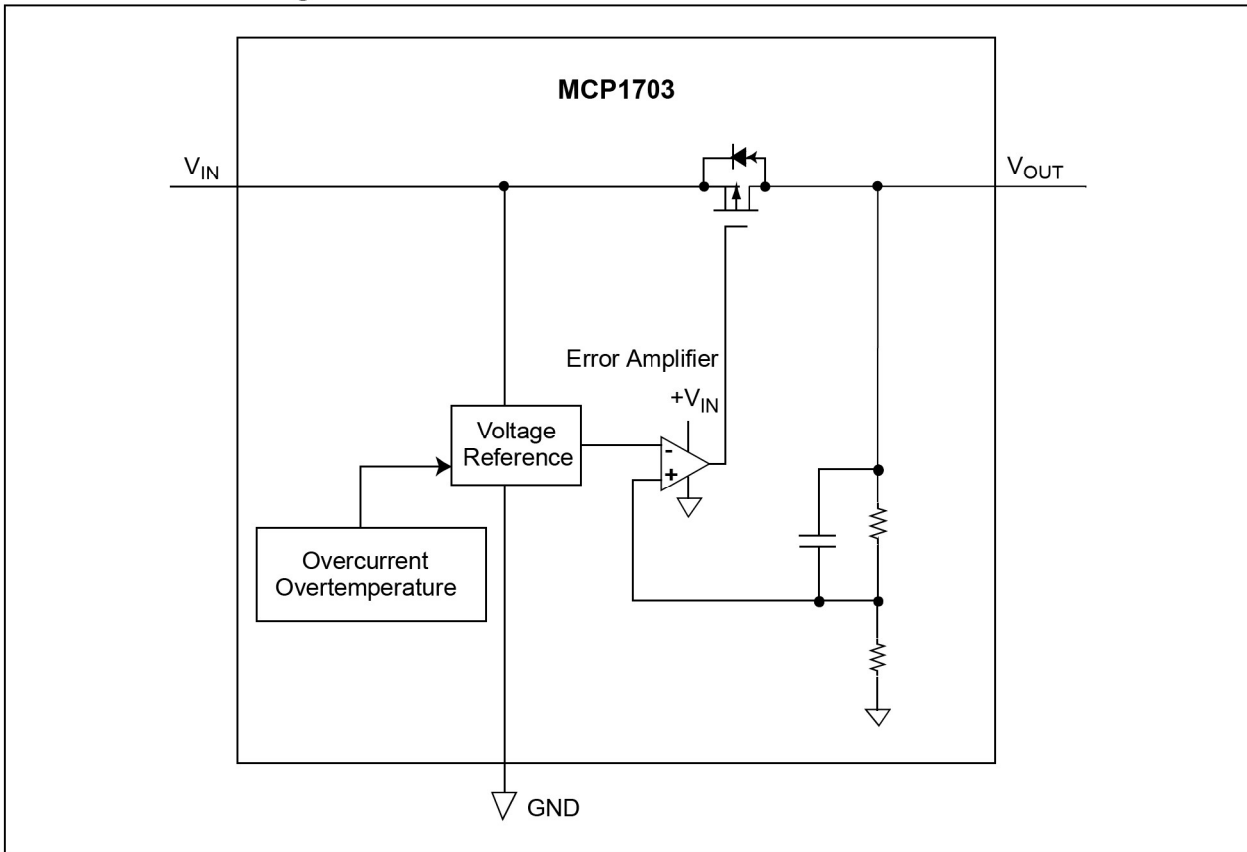 MCP1703
VIN
VOUT
Error Amplifier
+VIN
Voltage
Reference
-
+
Overcurrent
Overtemperature
GND